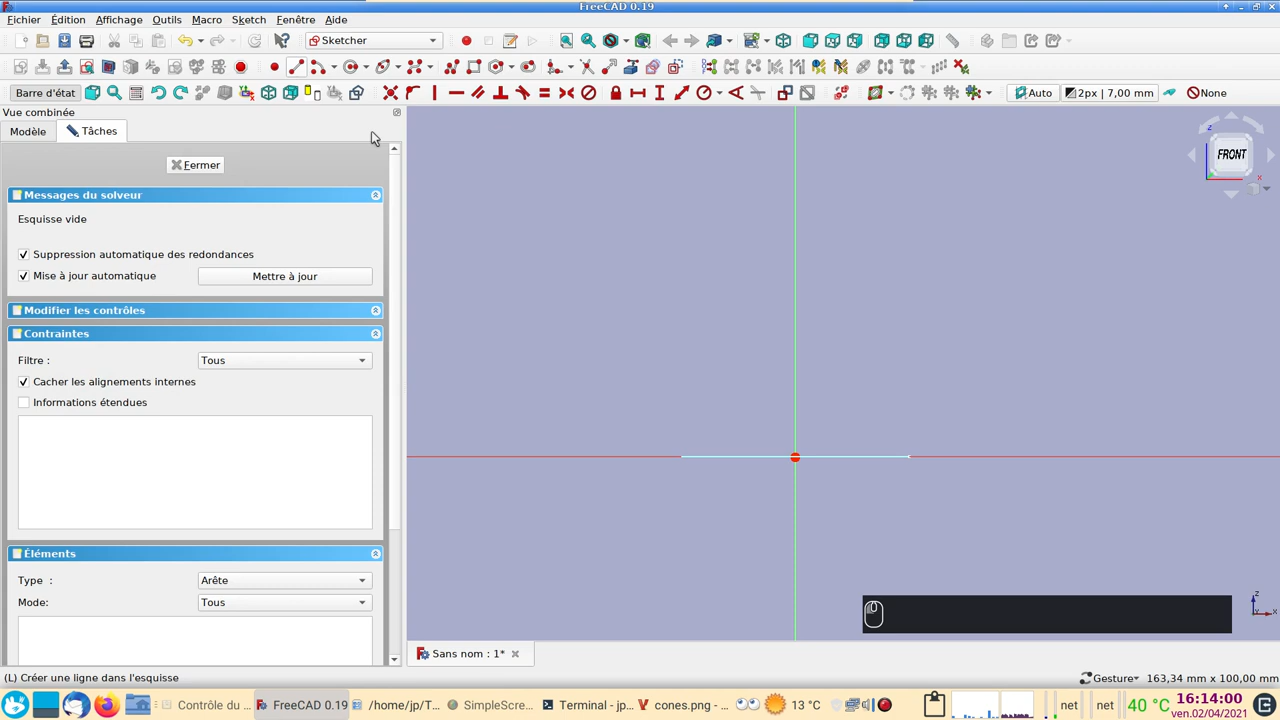 FreeCAD 0.19
Fichier Édition Affichage Outils Macro Sketch Fenêtre Aide
Sketcher
Barre d'état Auto 2px | 7,00 mm None
Vue combinée
Modèle Tâches
Fermer
Messages du solveur
Esquisse vide
Suppression automatique des redondances
Mise à jour automatique Mettre à jour
Modifier les contrôles
Contraintes
Filtre : Tous
Cacher les alignements internes
Informations étendues
Éléments
Type : Arête
Mode: Tous
FRONT
z
x
z
x
Sans nom : 1*
(L) Créer une ligne dans l'esquisse Gesture 163,34 mm x 100,00 mm
Contrôle du ... FreeCAD 0.19 /home/jp/T... SimpleScre... Terminal - jp... cones.png - ... 13 °C net net 40 °C 16:14:00
ven.02/04/2021